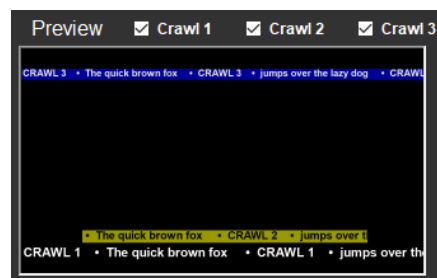 Preview Crawl 1 Crawl 2 Crawl 3
CRAWL 3 • The quick brown fox • CRAWL 3 • jumps over the lazy dog • CRAWL
• The quick brown fox • CRAWL 2 • jumps over t
CRAWL 1 • The quick brown fox • CRAWL 1 • jumps over th